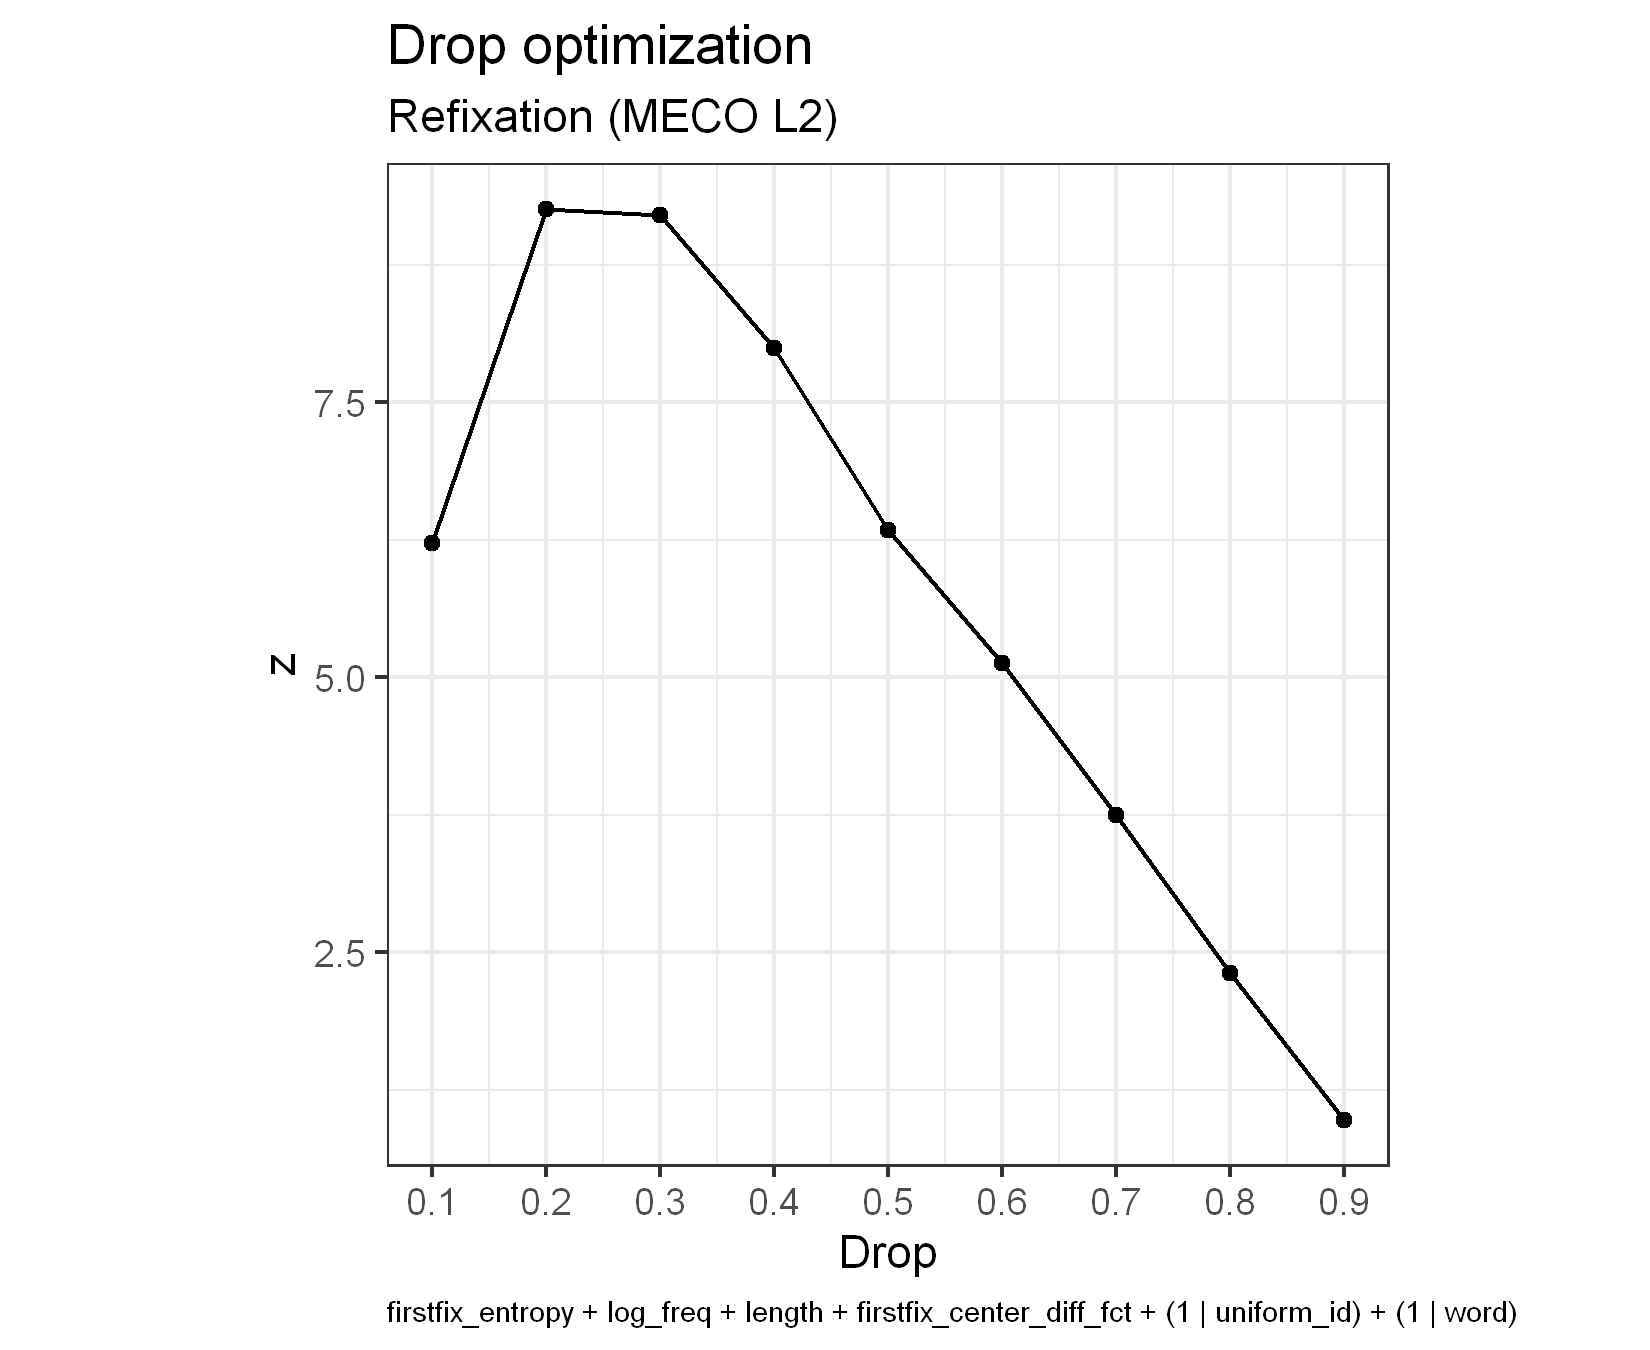 Drop optimization
Refixation (MECO L2)
z
7.5
5.0
2.5
0.1 0.2 0.3 0.4 0.5 0.6 0.7 0.8 0.9
Drop
firstfix_entropy + log_freq + length + firstfix_center_diff_fct + (1 | uniform_id) + (1 | word)